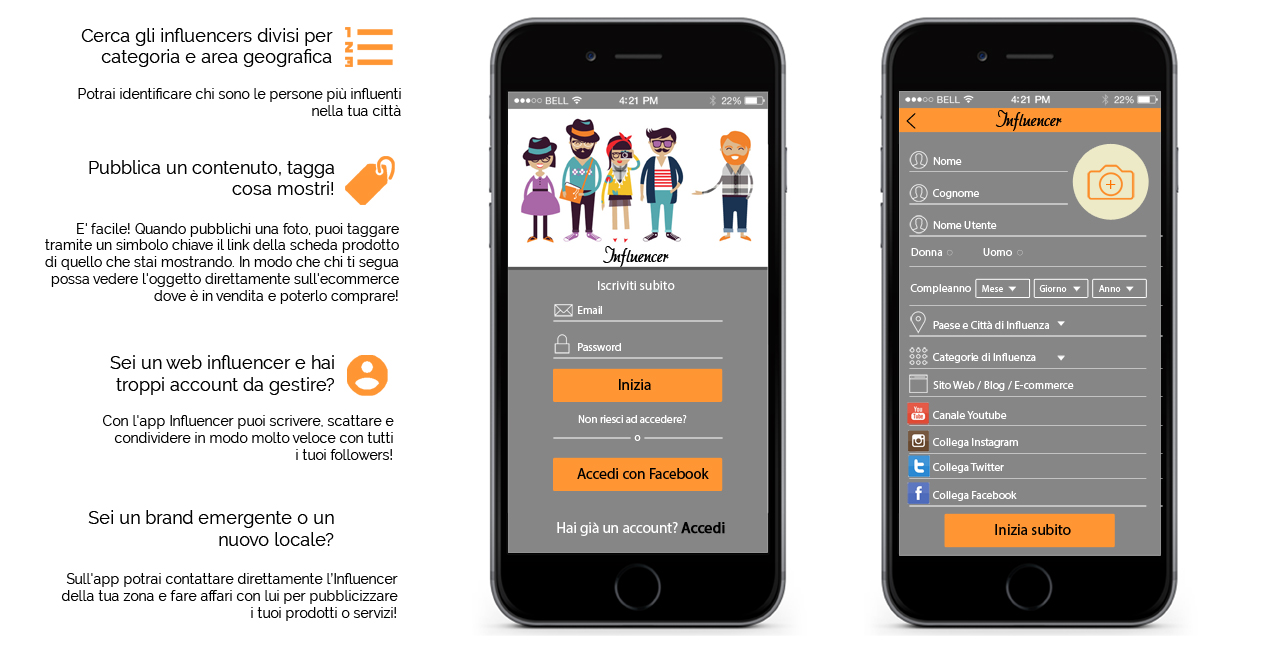 Cerca gli influencers divisi per
categoria e area geografica
Potrai identificare chi sono le persone più influenti
nella tua città
Pubblica un contenuto, tagga
cosa mostri!
E' facile! Quando pubblichi una foto, puoi taggare
tramite un simbolo chiave il link della scheda prodotto
di quello che stai mostrando. In modo che chi ti segua
possa vedere l'oggetto direttamente sull'ecommerce
dove è in vendita e poterlo comprare!
Sei un web influencer e hai
troppi account da gestire?
Con l'app Influencer puoi scrivere, scattare e
condividere in modo molto veloce con tutti
i tuoi followers!
Sei un brand emergente o un
nuovo locale?
Sull'app potrai contattare direttamente l'Influencer
della tua zona e fare affari con lui per pubblicizzare
i tuoi prodotti o servizi!
BELL 4:21 PM 22%
Influencer
Iscriviti subito
Email
Password
Inizia
Non riesci ad accedere?
o
Accedi con Facebook
Hai già un account? Accedi
BELL 4:21 PM 22%
Influencer
Nome
Cognome
Nome Utente
Donna Uomo
Compleanno Mese Giorno Anno
Paese e Città di Influenza
Categorie di Influenza
Sito Web / Blog / E-commerce
You Tube Canale Youtube
Collega Instagram
Collega Twitter
Collega Facebook
Inizia subito